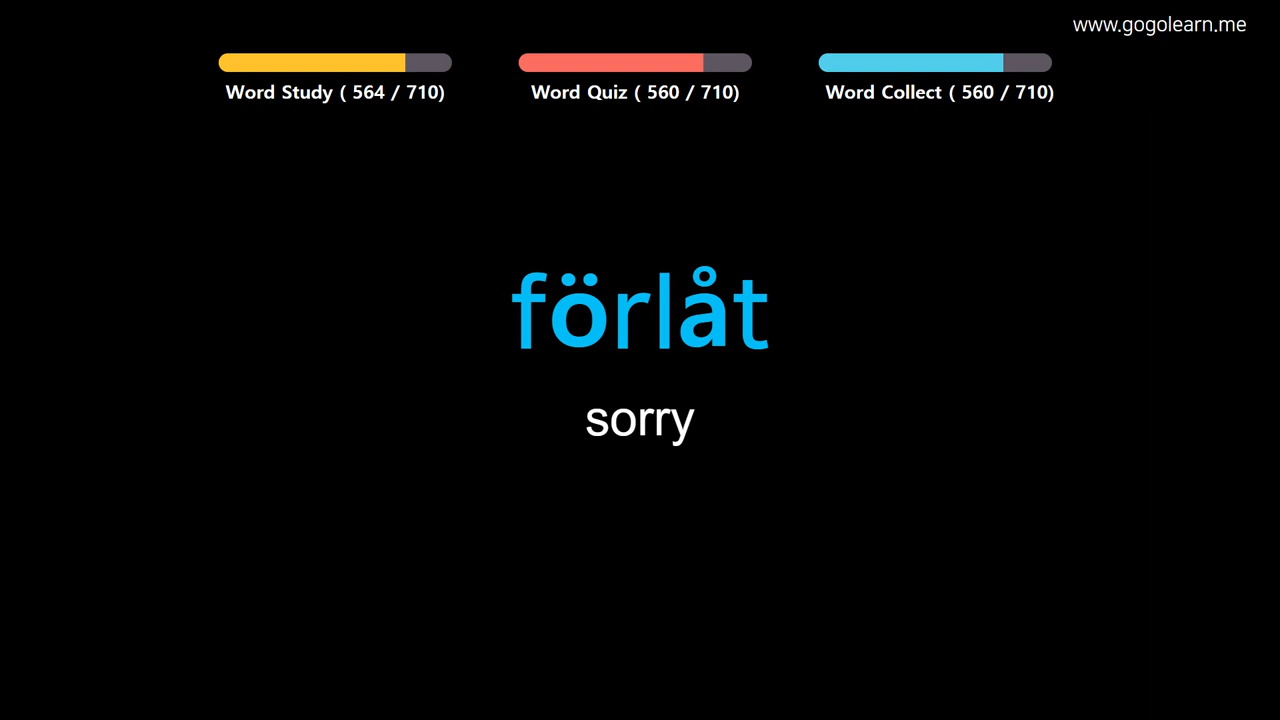 www.gogolearn.me
Word Study ( 564 / 710)
Word Quiz ( 560 / 710)
Word Collect ( 560 / 710)
förlåt
sorry